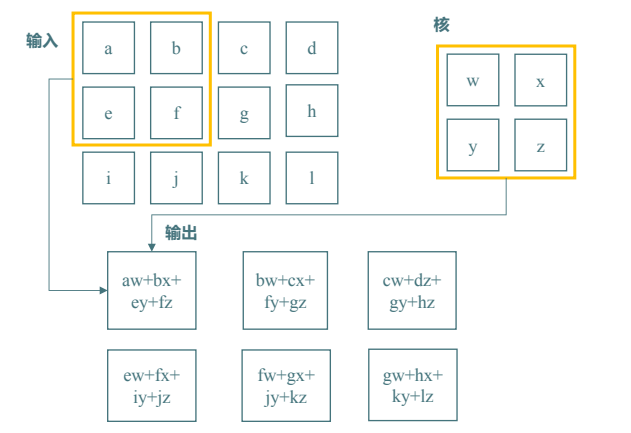 输入
核
a
b
c
d
e
f
g
h
i
j
k
l
w
x
y
z
输出
aw+bx+
ey+fz
bw+cx+
fy+gz
cw+dz+
gy+hz
ew+fx+
iy+jz
fw+gx+
jy+kz
gw+hx+
ky+lz